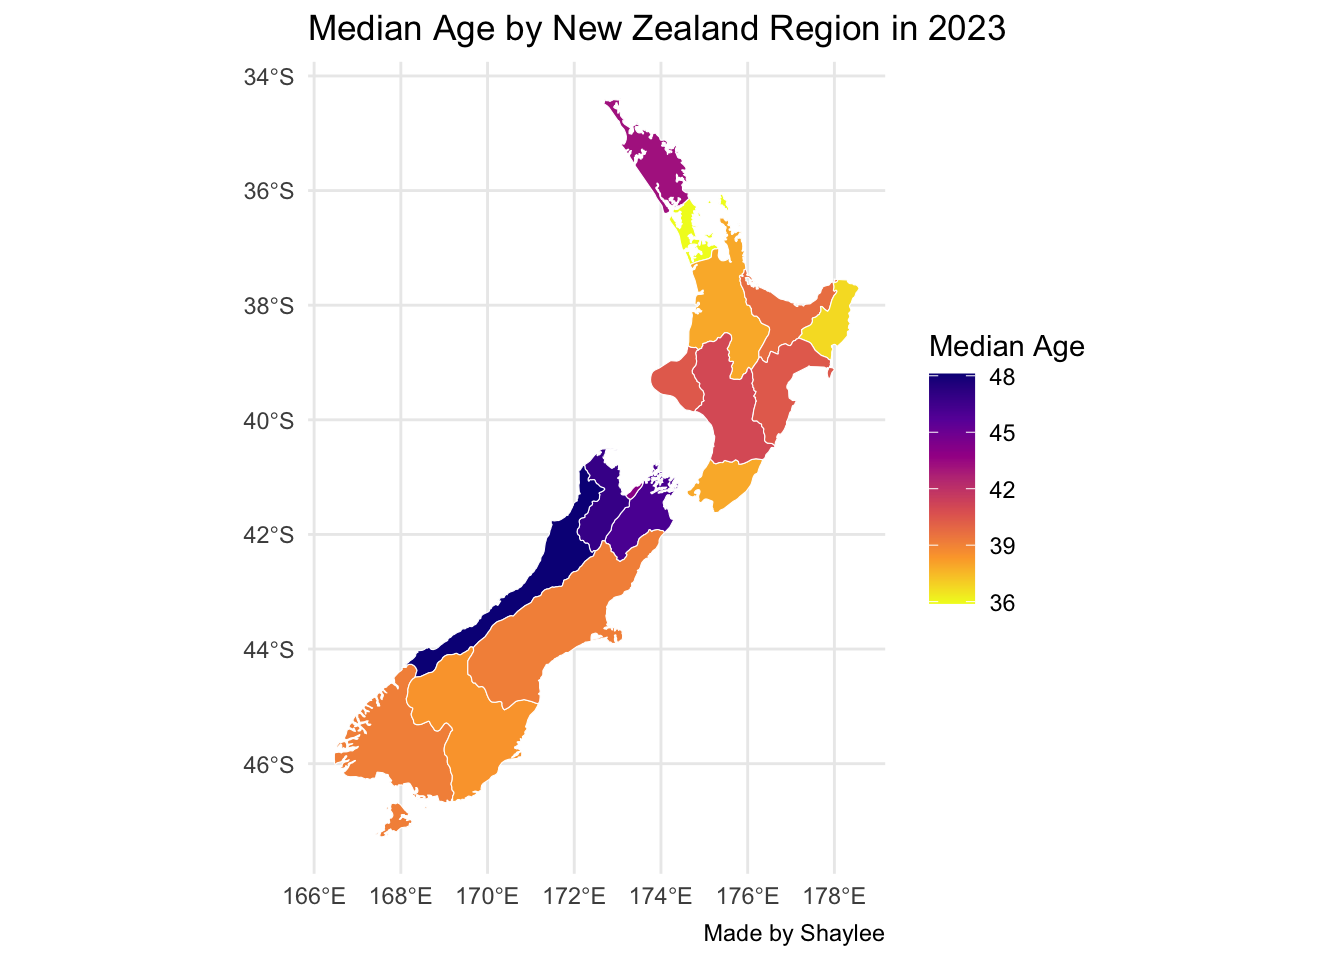 Median Age by New Zealand Region in 2023
34°S
36°S
38°S
40°S
42°S
44°S
46°S
166°E 168°E 170°E 172°E 174°E 176°E 178°E
Median Age
48
45
42
39
36
Made by Shaylee